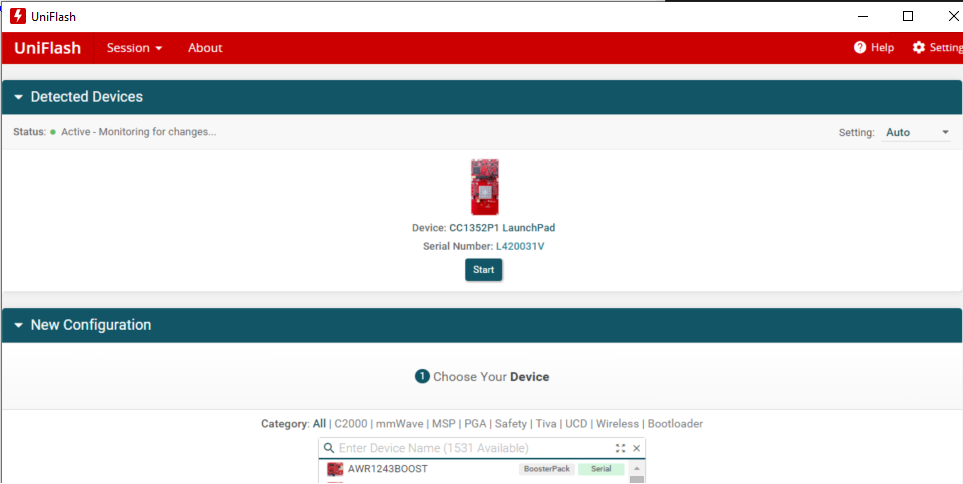 UniFlash
UniFlash Session About Help Setting
Detected Devices
Status: Active - Monitoring for changes... Setting: Auto
Device: CC1352P1 LaunchPad
Serial Number: L420031V
Start
New Configuration
1 Choose Your Device
Category: All | C2000 | mmWave | MSP | PGA | Safety | Tiva | UCD | Wireless | Bootloader
Enter Device Name (1531 Available)
AWR1243BOOST BoosterPack Serial